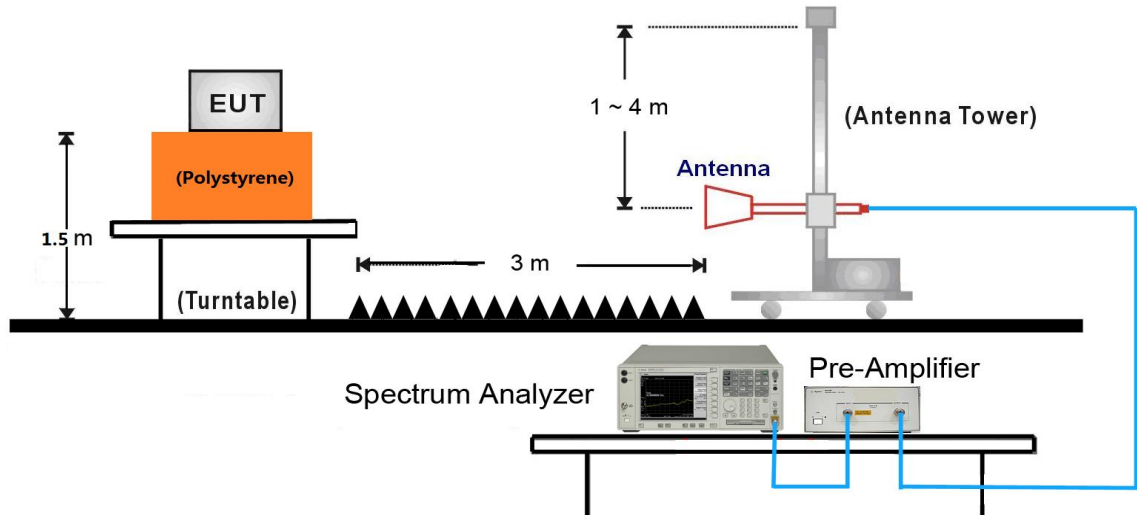 EUT
(Polystyrene)
1.5 m
(Turntable)
3 m
1 ~ 4 m
Antenna
(Antenna Tower)
Spectrum Analyzer
Pre-Amplifier